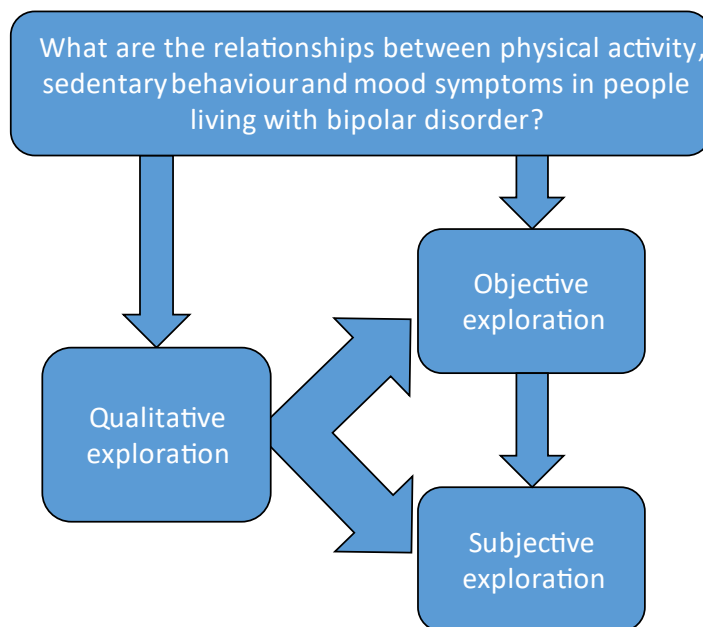 What are the relationships between physical activity,
sedentary behaviour and mood symptoms in people
living with bipolar disorder?
Objective
exploration
Qualitative
exploration
Subjective
exploration